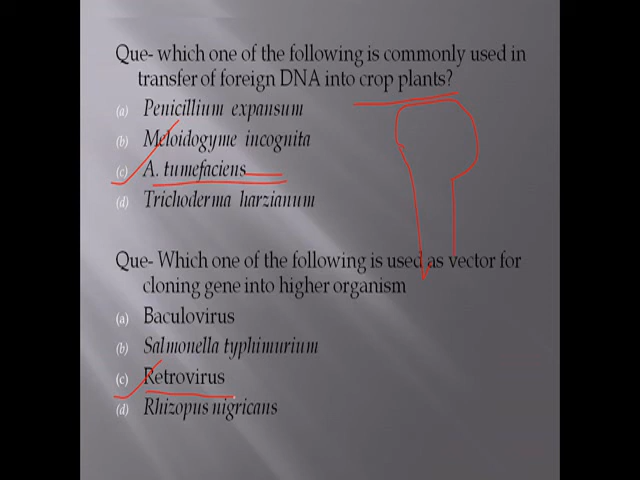 Que- which one of the following is commonly used in
transfer of foreign DNA into crop plants?
(a) Penicillium expansum
(b) Meloidogyme incognita
(c) A. tumefaciens
(d) Trichoderma harzianum
Que- Which one of the following is used as vector for
cloning gene into higher organism
(a) Baculovirus
(b) Salmonella typhimurium
(c) Retrovirus
(d) Rhizopus nigricans